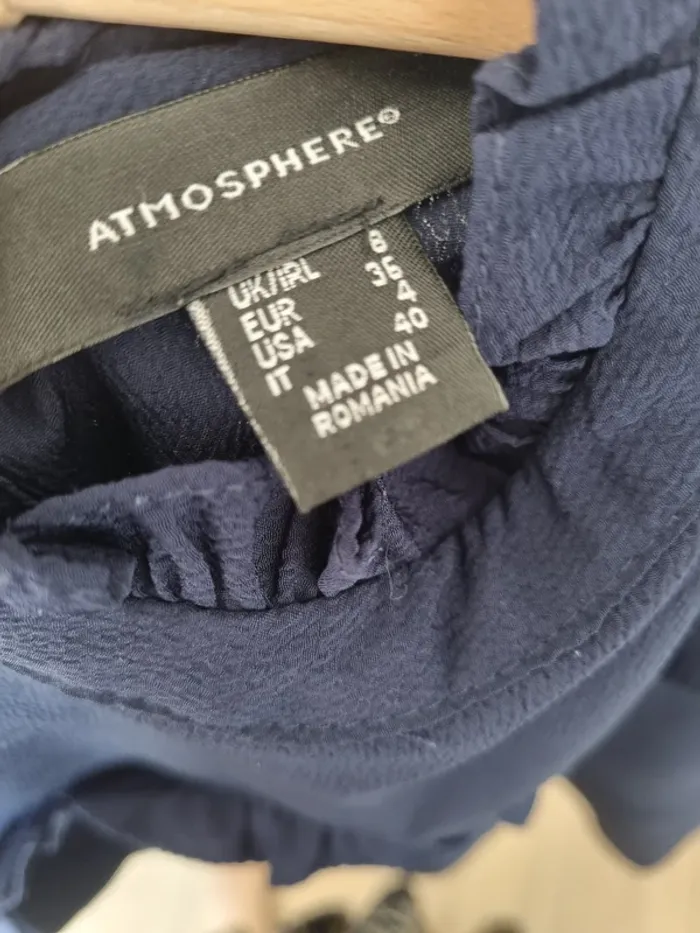 ATMOSPHERE®
UK/IRL 8
EUR 36
USA 4
IT 40
MADE IN
ROMANIA